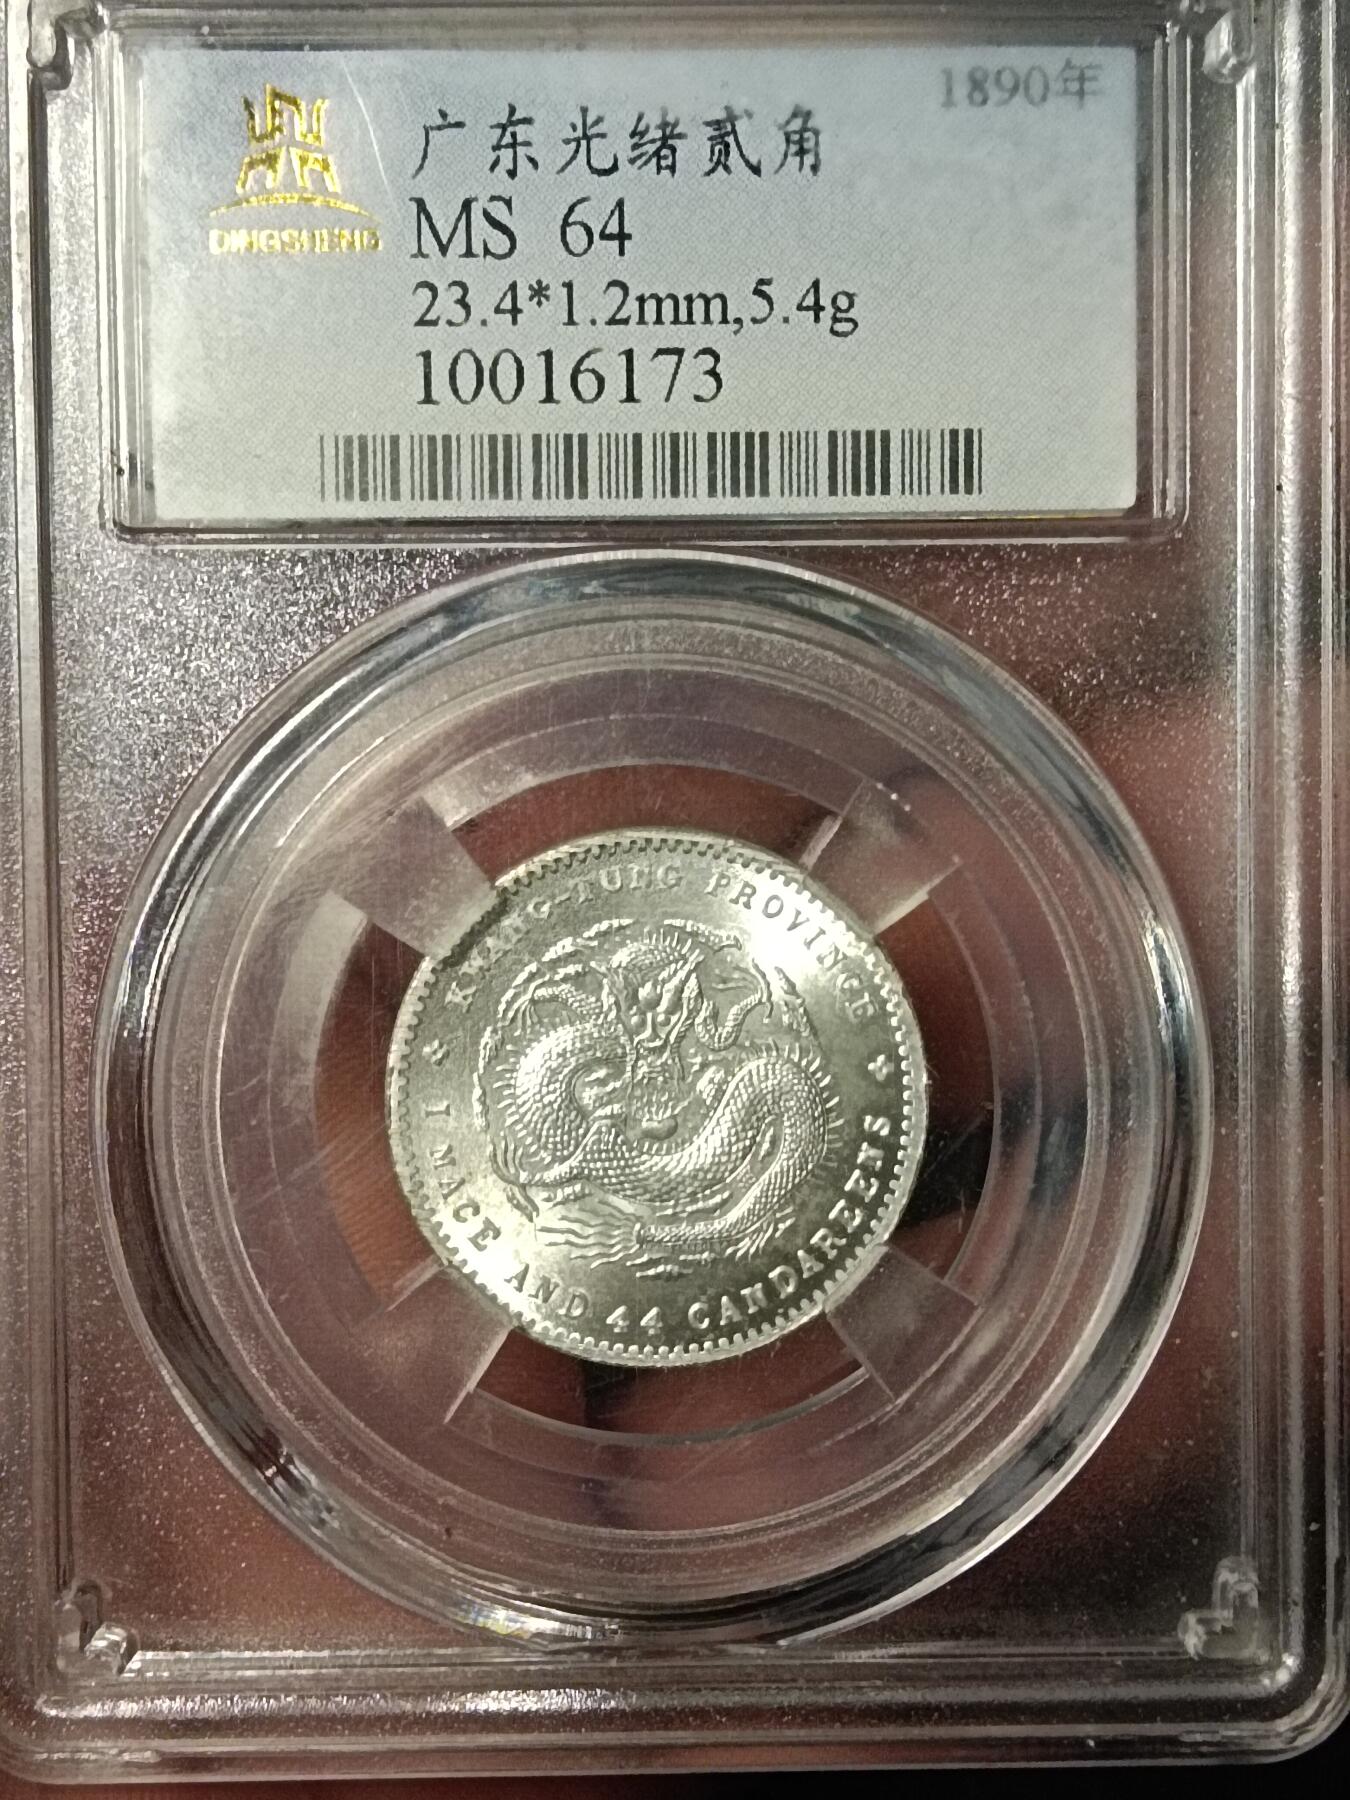 1890年
DINGSHENG
广东光绪贰角
MS 64
23.4*1.2mm,5.4g
10016173
KWANG-TUNG PROVINCE
1 MACE AND 44 CANDAREENS